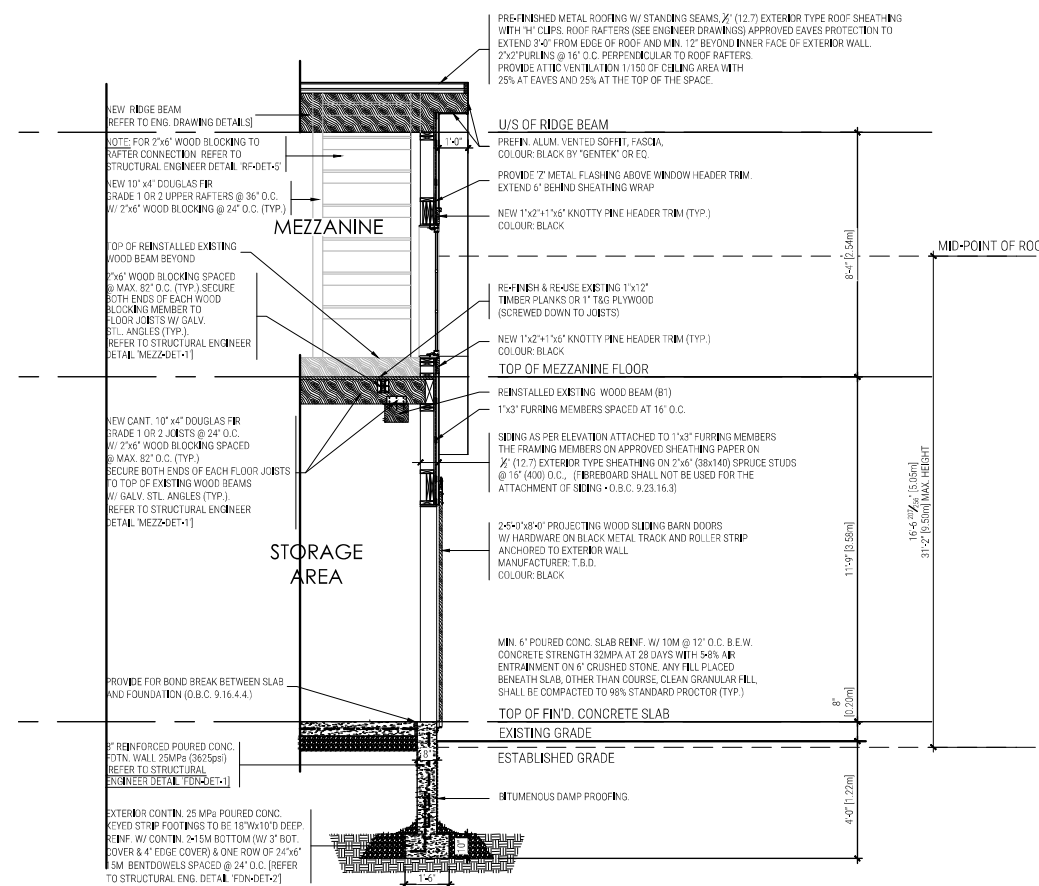 PRE-FINISHED METAL ROOFING W/ STANDING SEAMS, ½" (12.7) EXTERIOR TYPE ROOF SHEATHING
WITH "H" CLIPS. ROOF RAFTERS (SEE ENGINEER DRAWINGS) APPROVED EAVES PROTECTION TO
EXTEND 3'-0" FROM EDGE OF ROOF AND MIN. 12" BEYOND INNER FACE OF EXTERIOR WALL.
2"x2"PURLINS @ 16" O.C. PERPENDICULAR TO ROOF RAFTERS.
PROVIDE ATTIC VENTILATION 1/150 OF CEILING AREA WITH
25% AT EAVES AND 25% AT THE TOP OF THE SPACE.
NEW RIDGE BEAM
[REFER TO ENG. DRAWING DETAILS]
U/S OF RIDGE BEAM
NOTE: FOR 2"x6" WOOD BLOCKING TO
RAFTER CONNECTION REFER TO
STRUCTURAL ENGINEER DETAIL 'RF-DET-5'
1'-0"
PREFIN. ALUM. VENTED SOFFIT, FASCIA,
COLOUR: BLACK BY "GENTEK" OR EQ.
NEW 10" x4" DOUGLAS FIR
GRADE 1 OR 2 UPPER RAFTERS @ 36" O.C.
W/ 2"x6" WOOD BLOCKING @ 24" O.C. (TYP.)
PROVIDE 'Z' METAL FLASHING ABOVE WINDOW HEADER TRIM.
EXTEND 6" BEHIND SHEATHING WRAP
MEZZANINE
NEW 1"x2"+1"x6" KNOTTY PINE HEADER TRIM (TYP.)
COLOUR: BLACK
8'-4" [2.54m]
MID-POINT OF ROO
TOP OF REINSTALLED EXISTING
WOOD BEAM BEYOND
2"x6" WOOD BLOCKING SPACED
@ MAX. 82" O.C. (TYP.).SECURE
BOTH ENDS OF EACH WOOD
BLOCKING MEMBER TO
FLOOR JOISTS W/ GALV.
STL. ANGLES (TYP.).
[REFER TO STRUCTURAL ENGINEER
DETAIL 'MEZZ-DET-1']
RE-FINISH & RE-USE EXISTING 1"x12"
TIMBER PLANKS OR 1" T&G PLYWOOD
(SCREWED DOWN TO JOISTS)
NEW 1"x2"+1"x6" KNOTTY PINE HEADER TRIM (TYP.)
COLOUR: BLACK
TOP OF MEZZANINE FLOOR
REINSTALLED EXISTING WOOD BEAM (B1)
1"x3" FURRING MEMBERS SPACED AT 16" O.C.
NEW CANT. 10" x4" DOUGLAS FIR
GRADE 1 OR 2 JOISTS @ 24" O.C.
W/ 2"x6" WOOD BLOCKING SPACED
@ MAX. 82" O.C. (TYP.)
SECURE BOTH ENDS OF EACH FLOOR JOISTS
TO TOP OF EXISTING WOOD BEAMS
W/ GALV. STL. ANGLES (TYP.).
[REFER TO STRUCTURAL ENGINEER
DETAIL 'MEZZ-DET-1']
SIDING AS PER ELEVATION ATTACHED TO 1"x3" FURRING MEMBERS
THE FRAMING MEMBERS ON APPROVED SHEATHING PAPER ON
½" (12.7) EXTERIOR TYPE SHEATHING ON 2"x6" (38x140) SPRUCE STUDS
@ 16" (400) O.C., (FIBREBOARD SHALL NOT BE USED FOR THE
ATTACHMENT OF SIDING - O.B.C. 9.23.16.3)
[5.05m]
31'-2" [9.50m] MAX. HEIGHT
2-5'-0"x8'-0" PROJECTING WOOD SLIDING BARN DOORS
W/ HARDWARE ON BLACK METAL TRACK AND ROLLER STRIP
ANCHORED TO EXTERIOR WALL
MANUFACTURER: T.B.D.
COLOUR: BLACK
STORAGE
AREA
11'-9" [3.58m]
MIN. 6" POURED CONC. SLAB REINF. W/ 10M @ 12" O.C. B.E.W.
CONCRETE STRENGTH 32MPA AT 28 DAYS WITH 5-8% AIR
ENTRAINMENT ON 6" CRUSHED STONE. ANY FILL PLACED
BENEATH SLAB, OTHER THAN COURSE, CLEAN GRANULAR FILL,
SHALL BE COMPACTED TO 98% STANDARD PROCTOR (TYP.)
PROVIDE FOR BOND BREAK BETWEEN SLAB
AND FOUNDATION (O.B.C. 9.16.4.4.)
8"
[0.20m]
TOP OF FIN'D. CONCRETE SLAB
EXISTING GRADE
ESTABLISHED GRADE
8" REINFORCED POURED CONC.
FDTN. WALL 25MPa (3625psi)
[REFER TO STRUCTURAL
ENGINEER DETAIL 'FDN-DET-1]
8"
BITUMENOUS DAMP PROOFING.
4'-0" [1.22m]
EXTERIOR CONTIN. 25 MPa POURED CONC.
KEYED STRIP FOOTINGS TO BE 18"Wx10"D DEEP.
REINF. W/ CONTIN. 2-15M BOTTOM (W/ 3" BOT.
COVER & 4" EDGE COVER) & ONE ROW OF 24"x6"
15M BENTDOWELS SPACED @ 24" O.C. [REFER
TO STRUCTURAL ENG. DETAIL 'FDN-DET-2']
10"
1'-6"